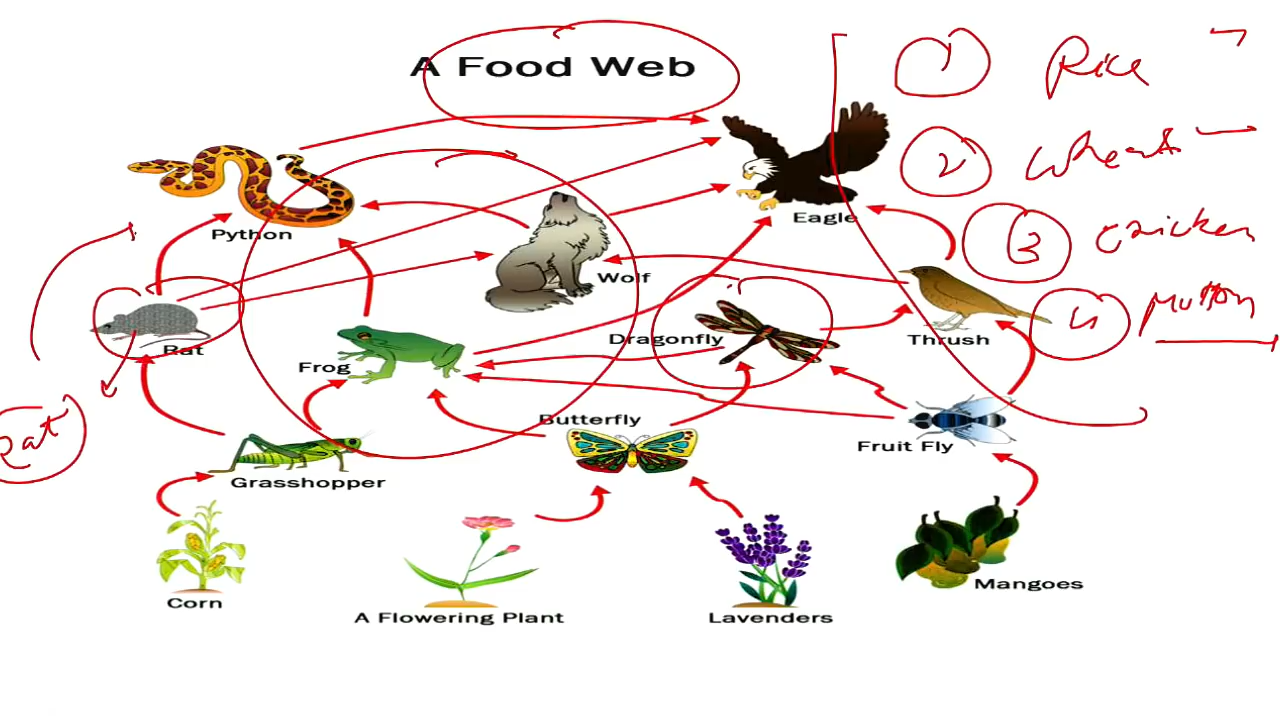 A Food Web
① Rice
② wheat
③ chicken
④ Mutton
Eagle
Python
Wolf
Rat
Dragonfly
Thrush
Frog
Rat
Butterfly
Fruit Fly
Grasshopper
Corn
A Flowering Plant
Lavenders
Mangoes